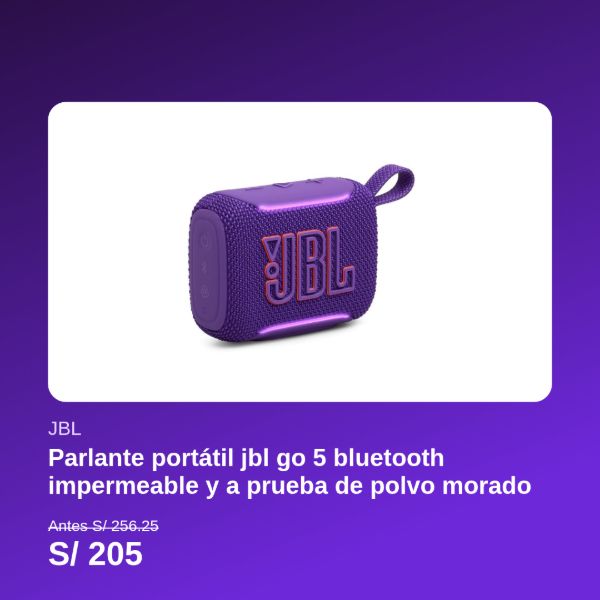 JBL
JBL
Parlante portátil jbl go 5 bluetooth
impermeable y a prueba de polvo morado
Antes S/ 256.25
S/ 205